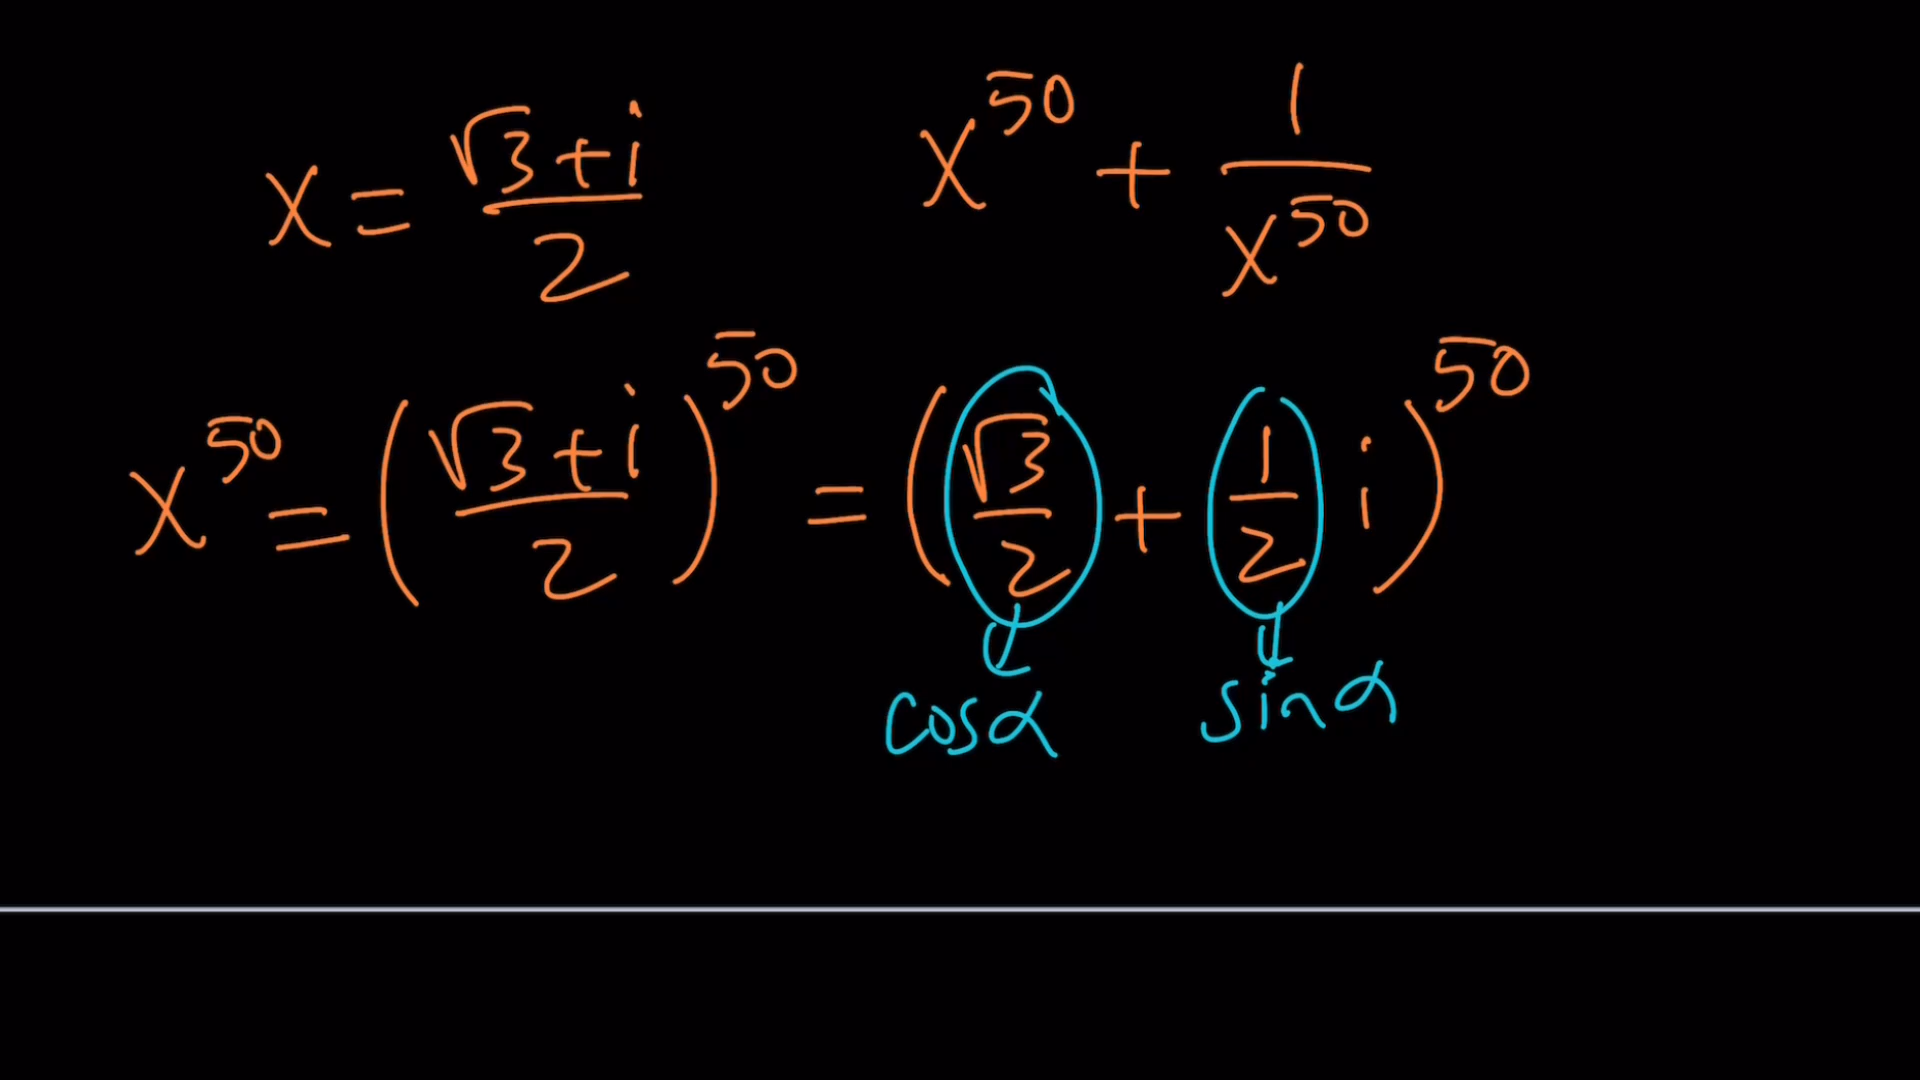 x = (√3+i)/2    x^50 + 1/x^50
x^50 = ((√3+i)/2)^50 = (√3/2 + 1/2 i)^50
cosα    sinα